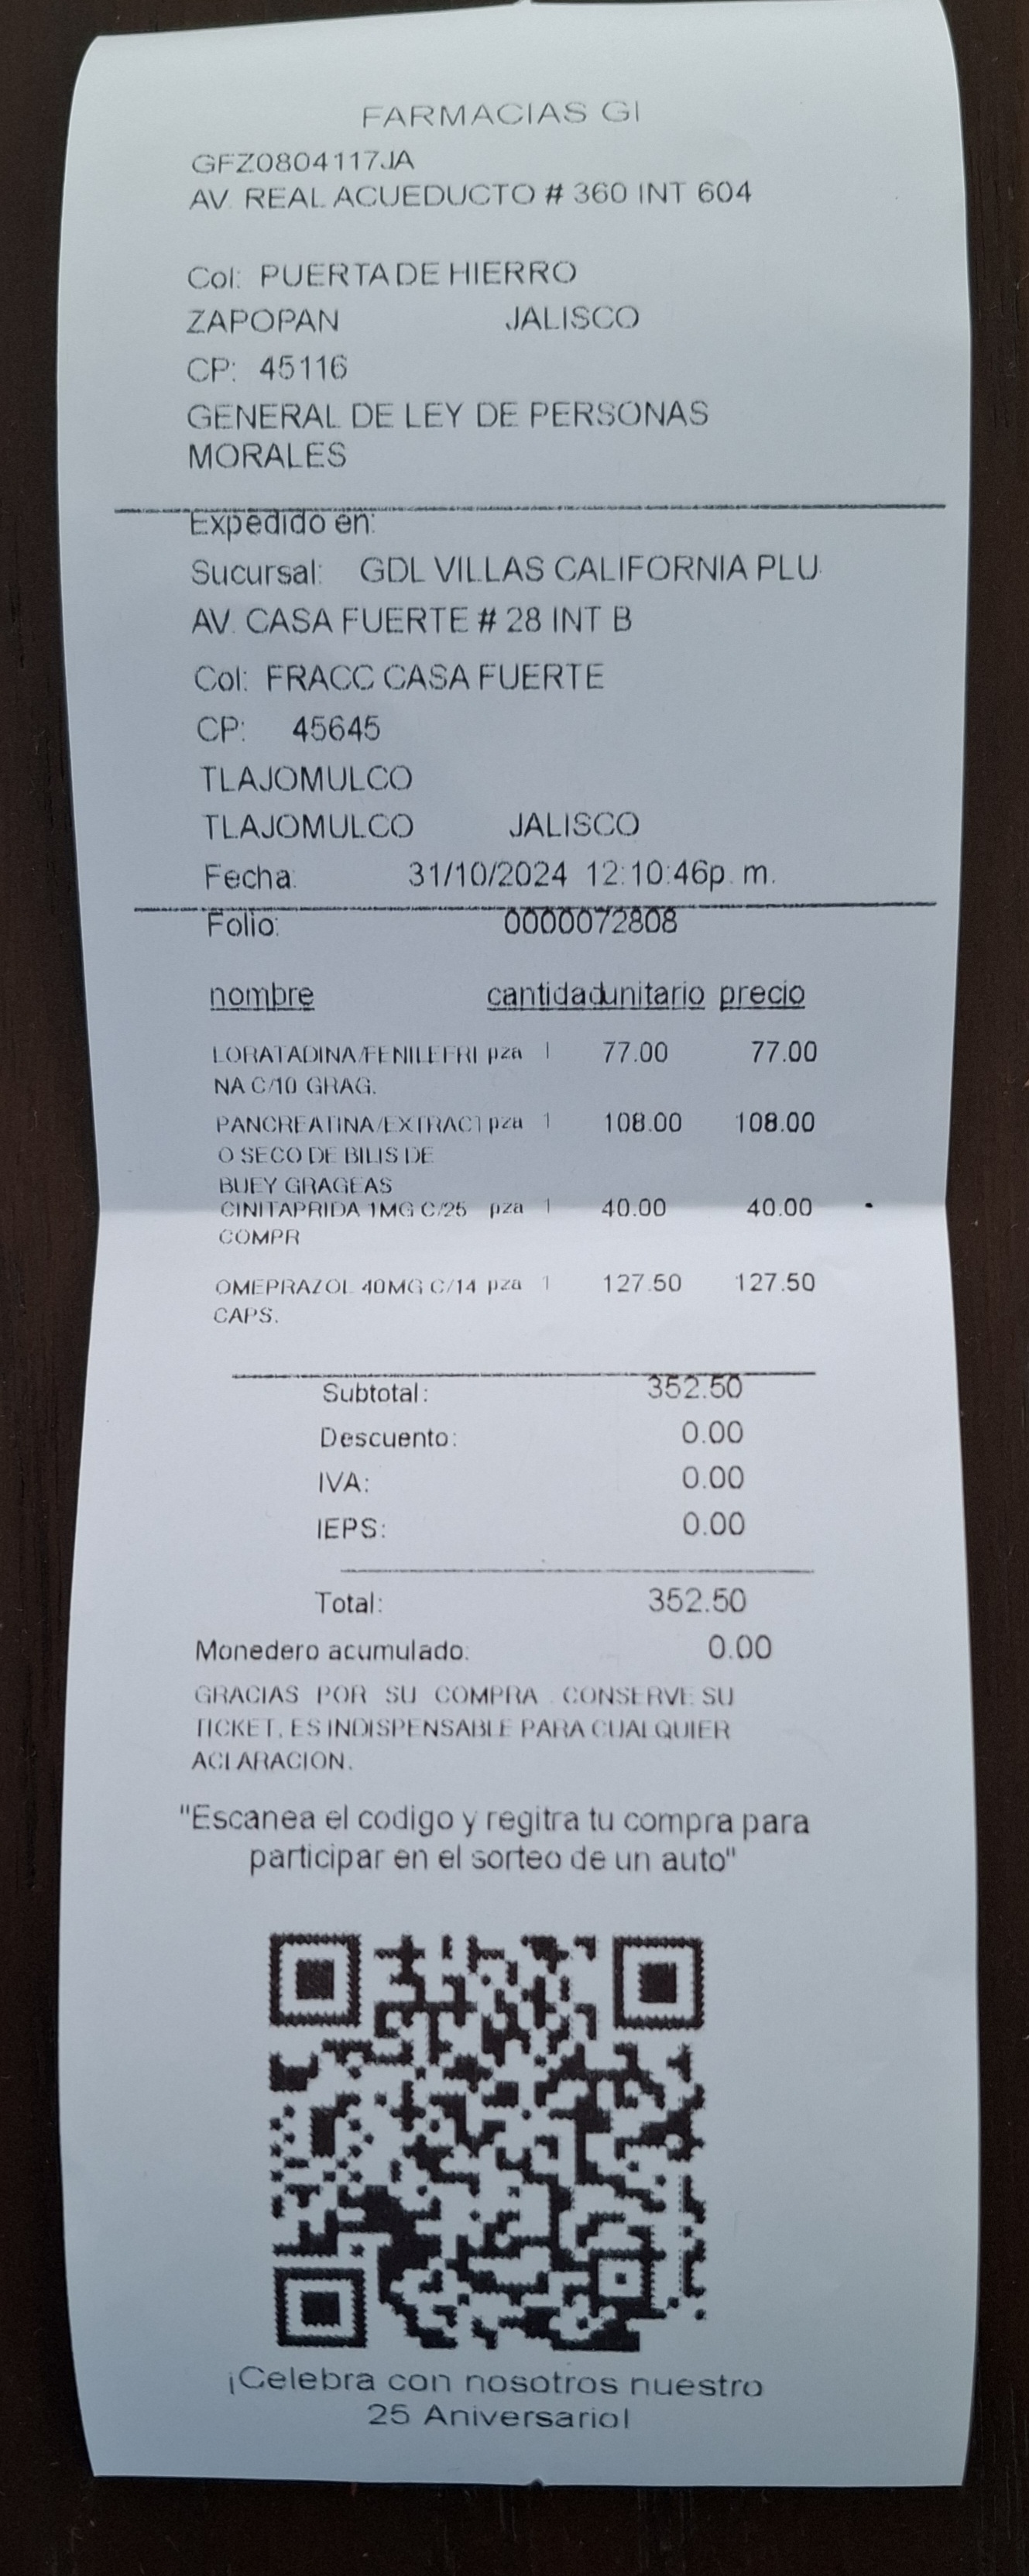 FARMACIAS GI
GFZ0804117JA
AV. REAL ACUEDUCTO # 360 INT 604
Col: PUERTA DE HIERRO
ZAPOPAN JALISCO
CP: 45116
GENERAL DE LEY DE PERSONAS
MORALES
Expedido en:
Sucursal: GDL VILLAS CALIFORNIA PLU
AV. CASA FUERTE # 28 INT B
Col: FRACC CASA FUERTE
CP: 45645
TLAJOMULCO
TLAJOMULCO JALISCO
Fecha: 31/10/2024 12:10:46p. m.
Folio: 0000072808
nombre cantidad unitario precio
LORATADINA/FENILEFRI pza 1 77.00 77.00
NA C/10 GRAG.
PANCREATINA/EXTRACT pza 1 108.00 108.00
O SECO DE BILIS DE
BUEY GRAGEAS
CINITAPRIDA 1MG C/25 pza 1 40.00 40.00
COMPR
OMEPRAZOL 40MG C/14 pza 1 127.50 127.50
CAPS.
Subtotal: 352.50
Descuento: 0.00
IVA: 0.00
IEPS: 0.00
Total: 352.50
Monedero acumulado: 0.00
GRACIAS POR SU COMPRA . CONSERVE SU
TICKET, ES INDISPENSABLE PARA CUALQUIER
ACLARACION.
"Escanea el codigo y regitra tu compra para
participar en el sorteo de un auto"
¡Celebra con nosotros nuestro
25 Aniversario!